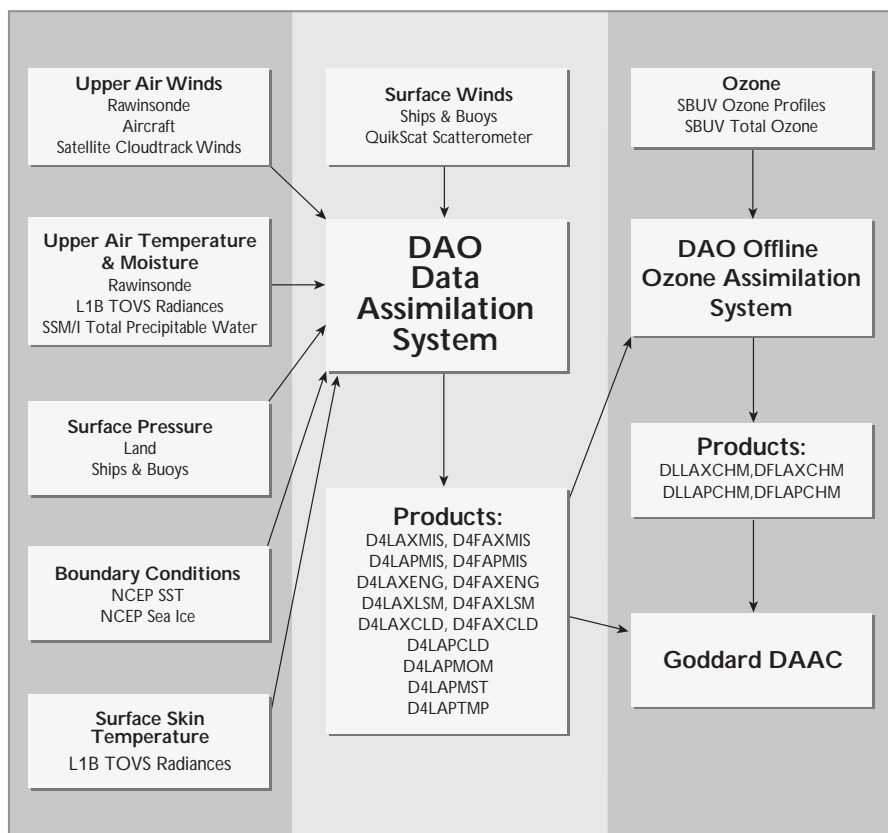 Upper Air Winds
Rawinsonde
Aircraft
Satellite Cloudtrack Winds
Upper Air Temperature
& Moisture
Rawinsonde
L1B TOVS Radiances
SSM/I Total Precipitable Water
Surface Pressure
Land
Ships & Buoys
Boundary Conditions
NCEP SST
NCEP Sea Ice
Surface Skin
Temperature
L1B TOVS Radiances
Surface Winds
Ships & Buoys
QuikScat Scatterometer
DAO
Data
Assimilation
System
Products:
D4LAXMIS, D4FAXMIS
D4LAPMIS, D4FAPMIS
D4LAXENG, D4FAXENG
D4LAXLSM, D4FAXLSM
D4LAXCLD, D4FAXCLD
D4LAPCLD
D4LAPMOM
D4LAPMST
D4LAPTMP
Ozone
SBUV Ozone Profiles
SBUV Total Ozone
DAO Offline
Ozone Assimilation
System
Products:
DLLAXCHM,DFLAXCHM
DLLAPCHM,DFLAPCHM
Goddard DAAC